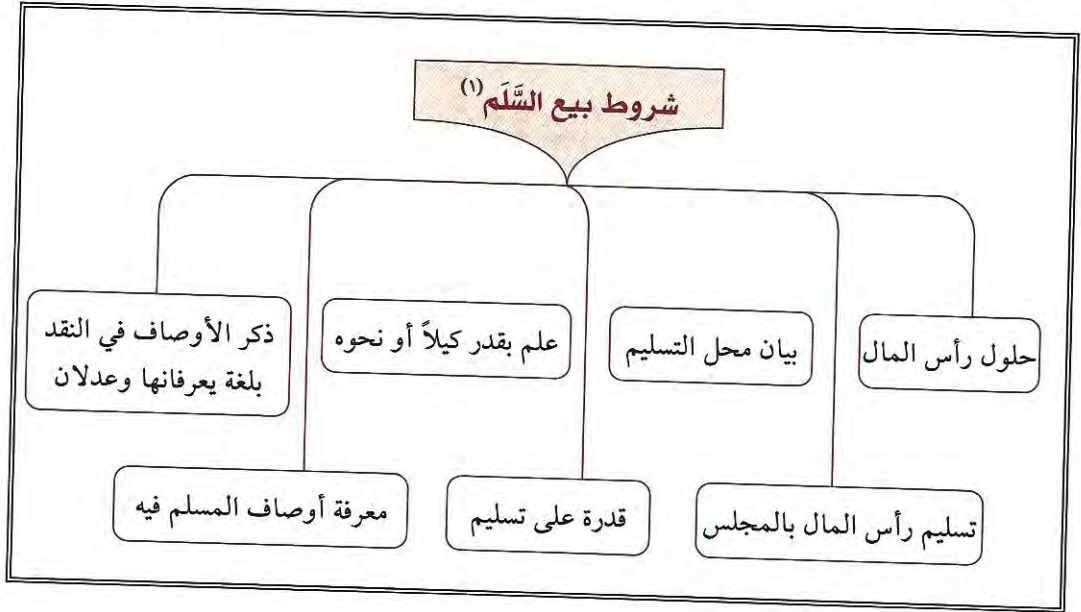 شروط بيع السَّلَم(١)
حلول رأس المال
تسليم رأس المال بالمجلس
بيان محل التسليم
قدرة على تسليم
علم بقدر كيلاً أو نحوه
معرفة أوصاف المسلم فيه
ذكر الأوصاف في النقد
بلغة يعرفانها وعدلان